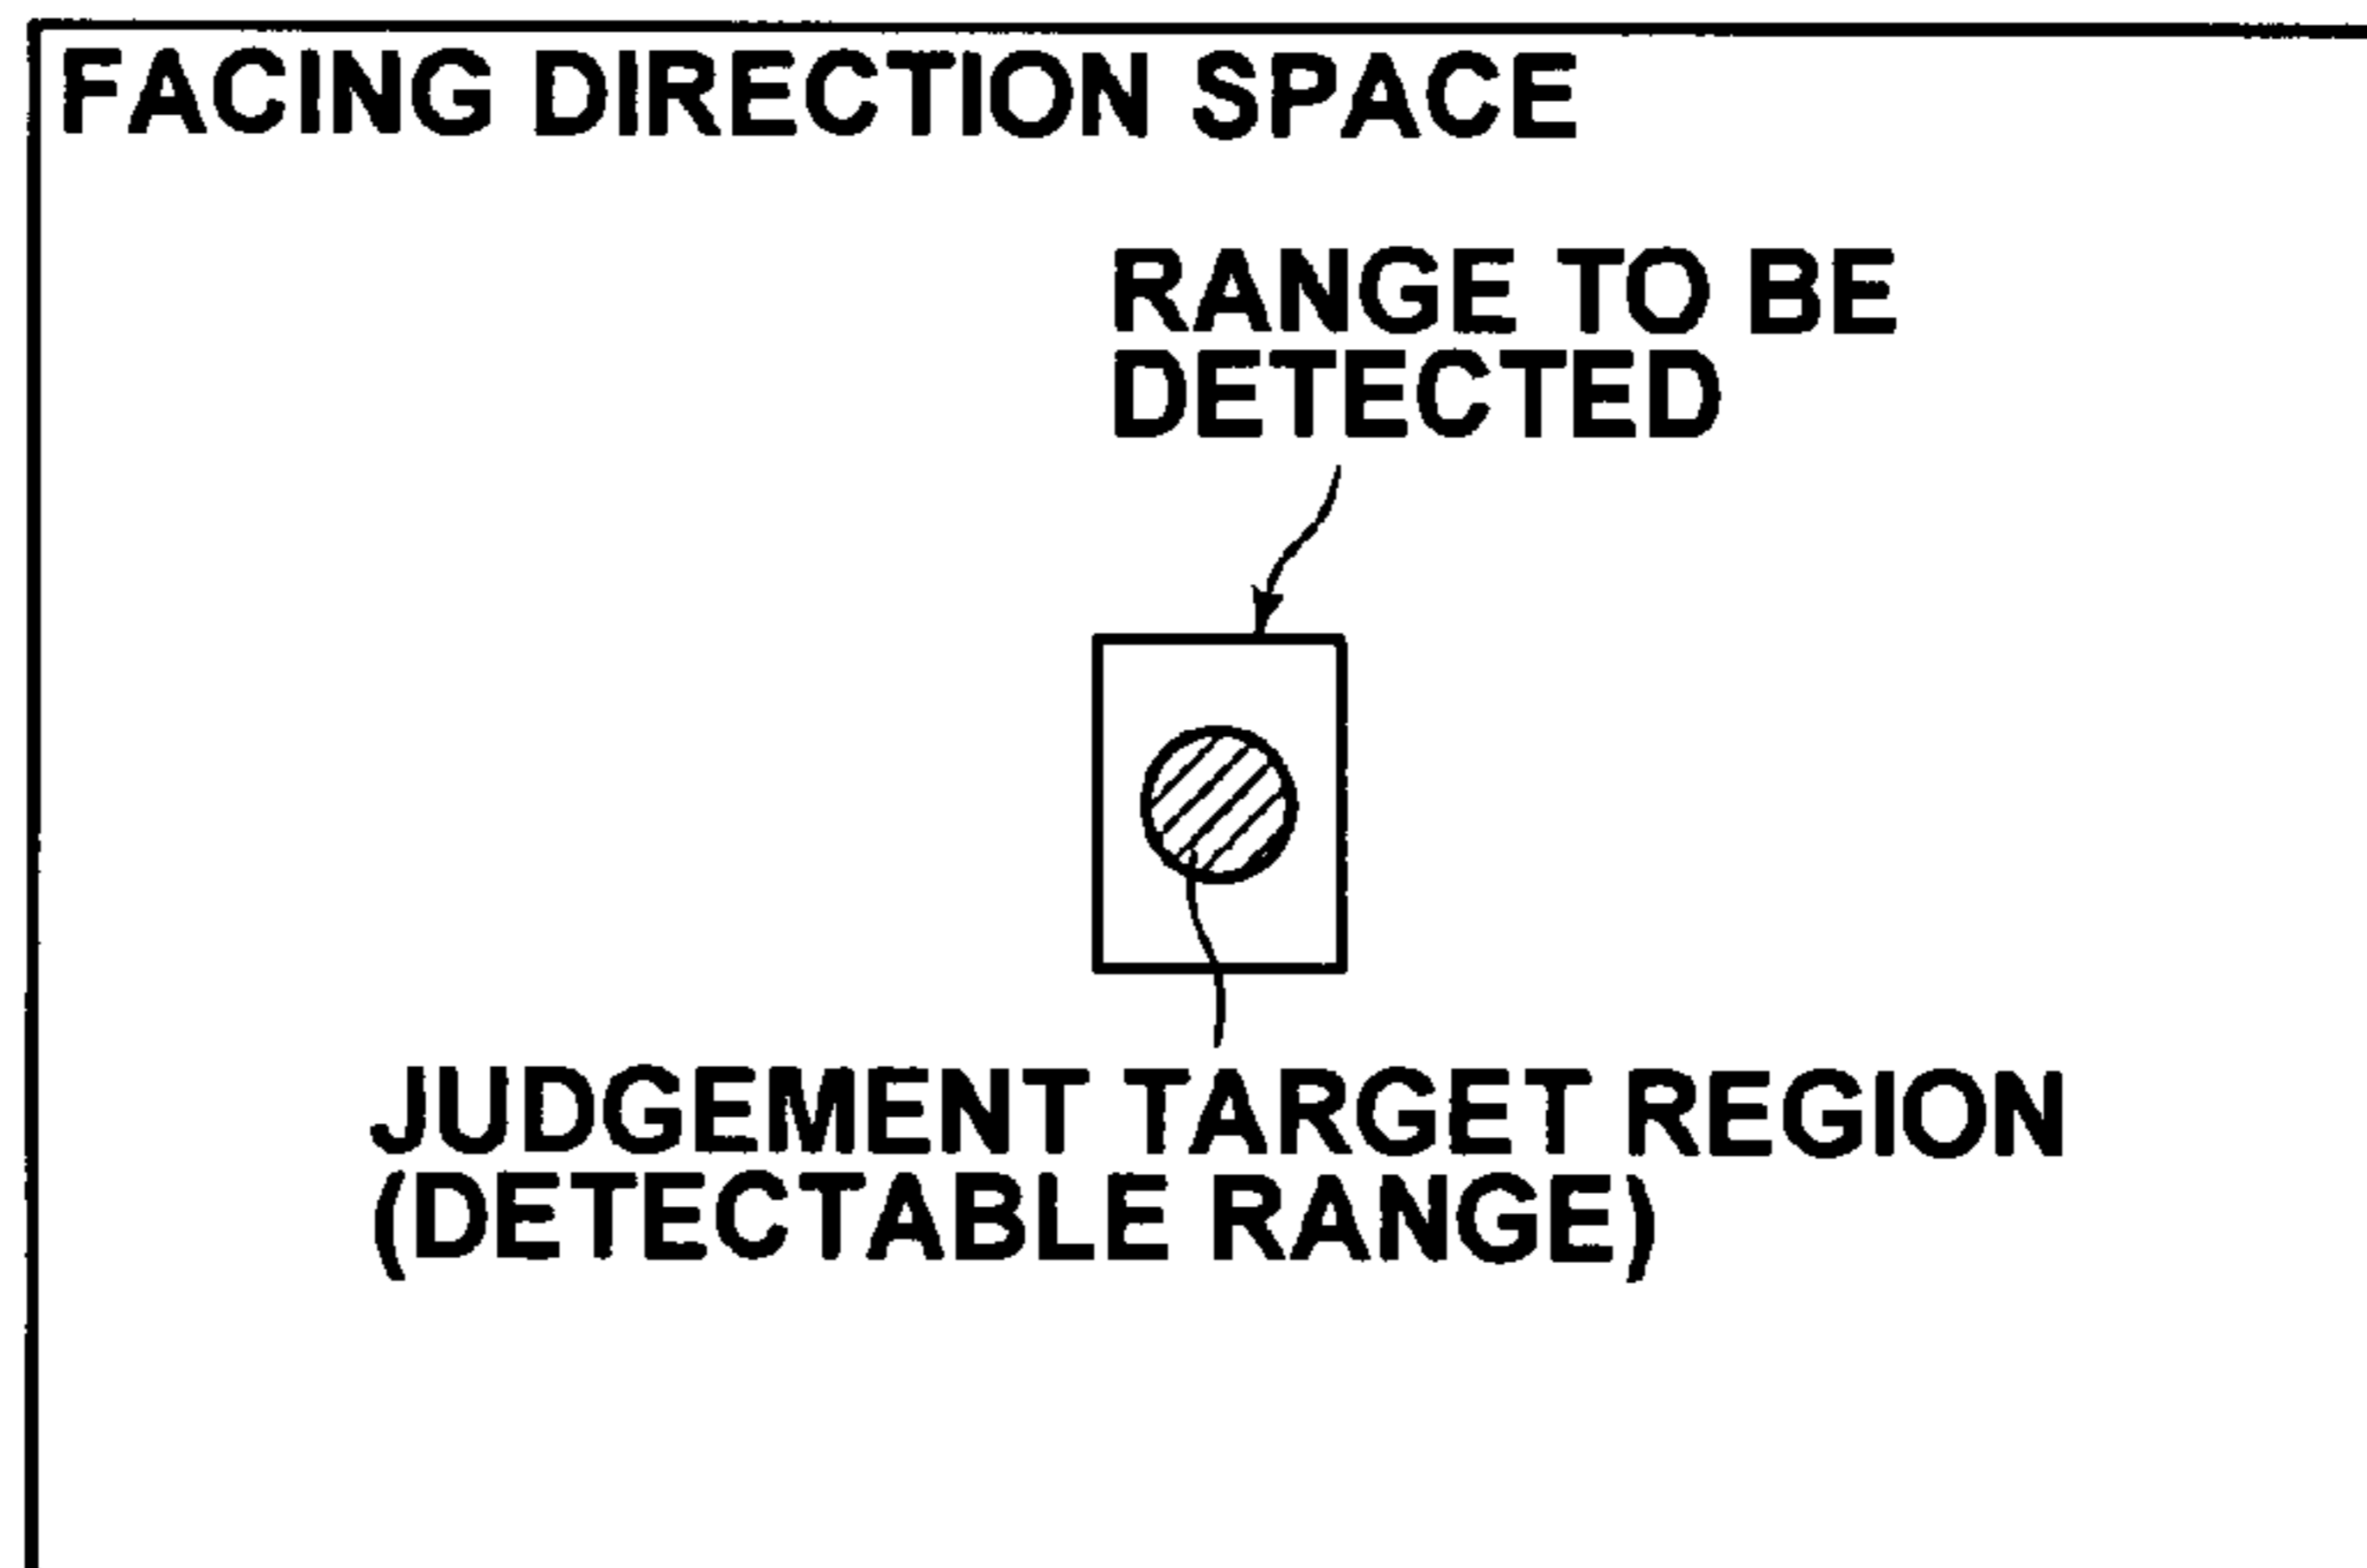 FACING DIRECTION SPACE
RANGE TO BE
DETECTED
JUDGEMENT TARGET REGION
(DETECTABLE RANGE)